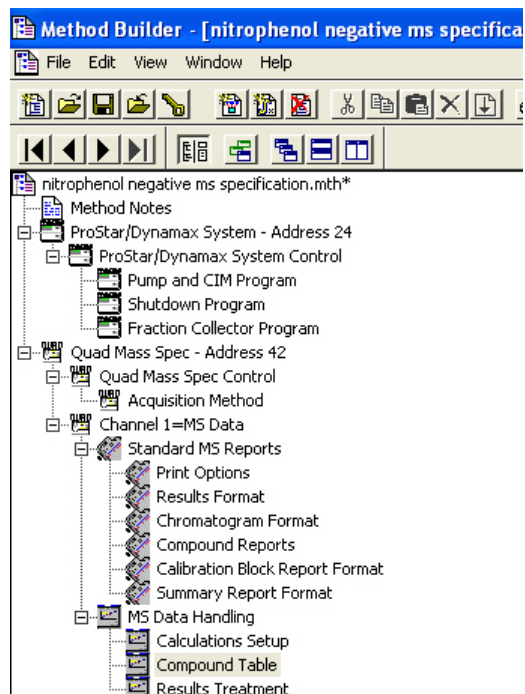 Method Builder - [nitrophenol negative ms specifica
File Edit View Window Help
nitrophenol negative ms specification.mth*
Method Notes
ProStar/Dynamax System - Address 24
ProStar/Dynamax System Control
Pump and CIM Program
Shutdown Program
Fraction Collector Program
Quad Mass Spec - Address 42
Quad Mass Spec Control
Acquisition Method
Channel 1=MS Data
Standard MS Reports
Print Options
Results Format
Chromatogram Format
Compound Reports
Calibration Block Report Format
Summary Report Format
MS Data Handling
Calculations Setup
Compound Table
Results Treatment